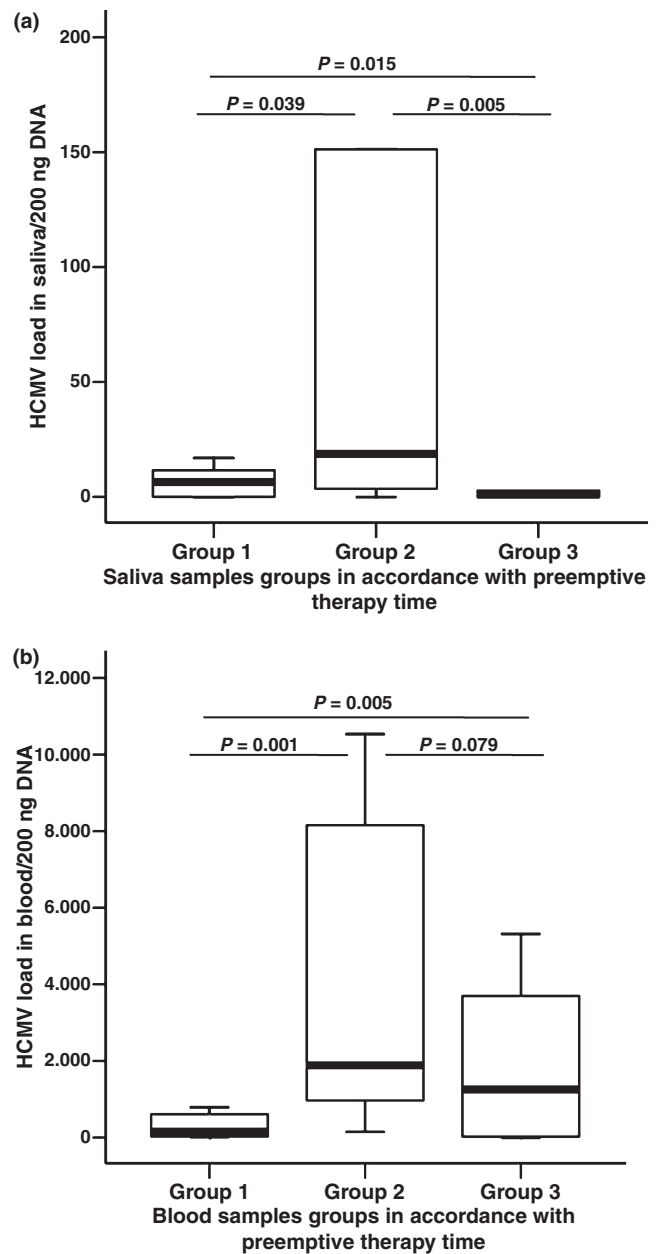 (a)
200
P = 0.015
P = 0.039
P = 0.005
150
100
50
0
HCMV load in saliva/200 ng DNA
Group 1
Group 2
Group 3
Saliva samples groups in accordance with preemptive
therapy time
(b)
12.000
P = 0.005
P = 0.001
P = 0.079
10.000
8.000
6.000
4.000
2.000
0
HCMV load in blood/200 ng DNA
Group 1
Group 2
Group 3
Blood samples groups in accordance with
preemptive therapy time